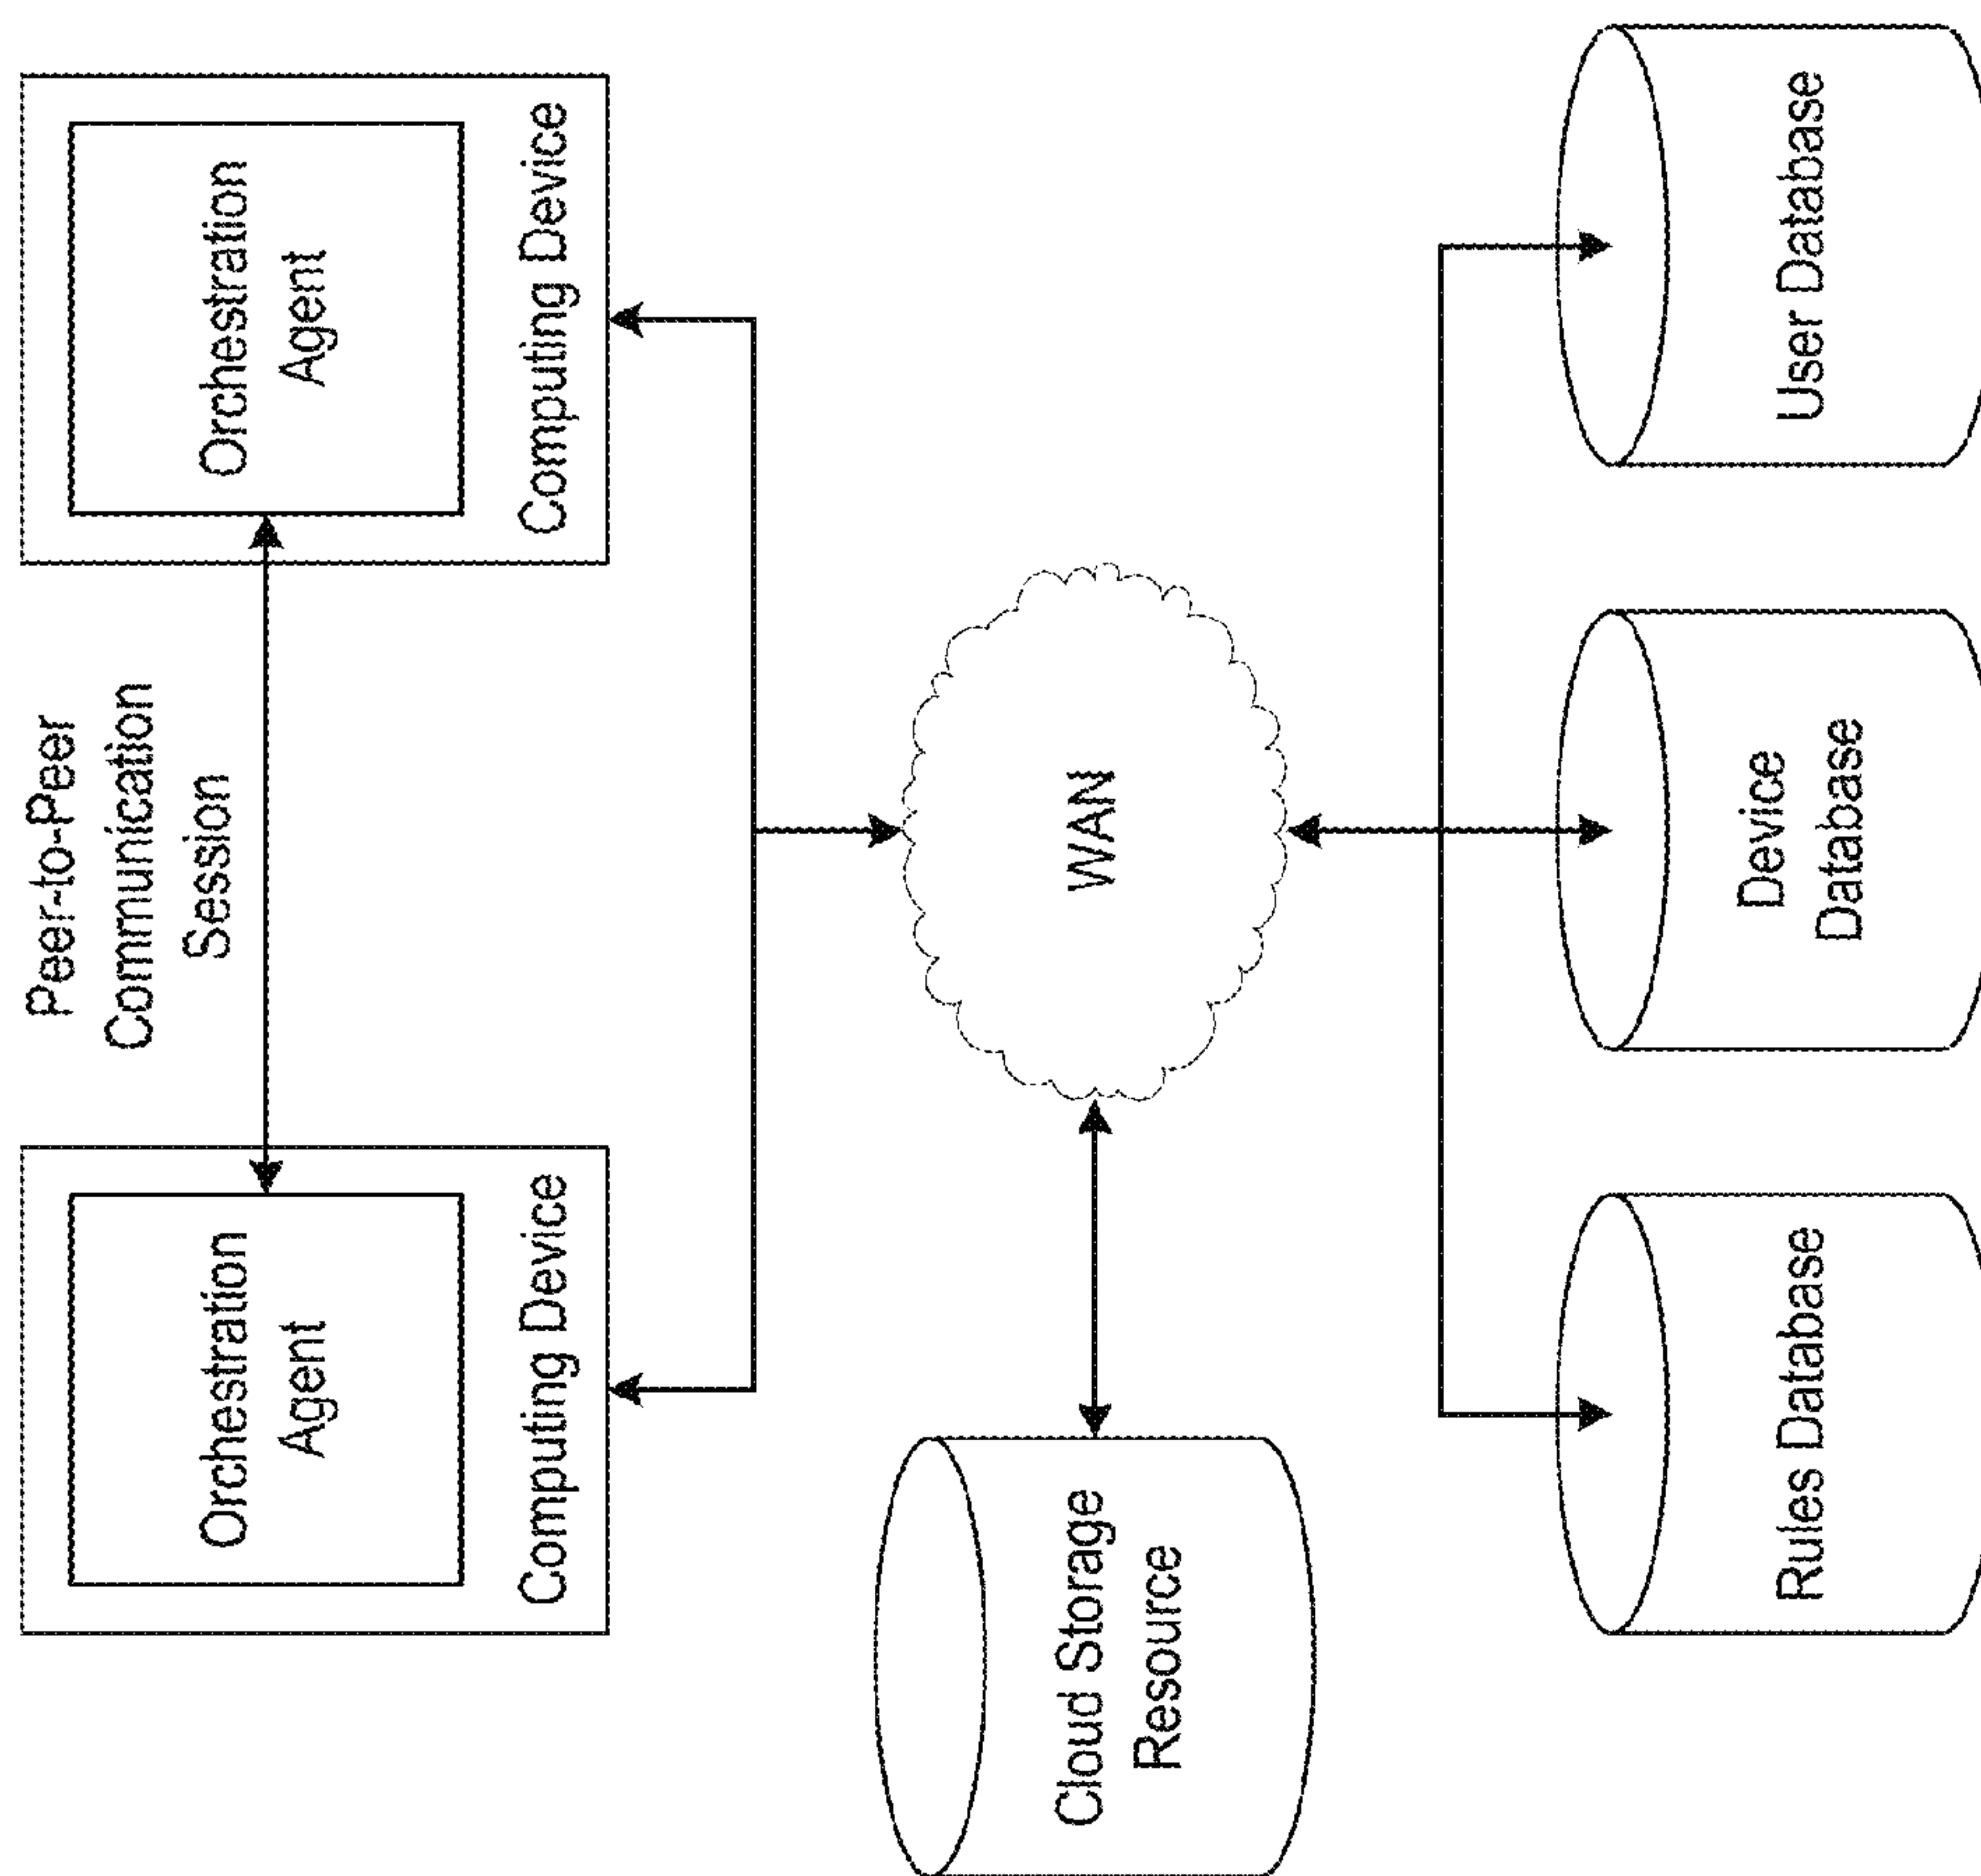 Orchestration
Agent
Computing Device
Peer-to-Peer
Communication
Session
Orchestration
Agent
Computing Device
Cloud Storage
Resource
WAN
Rules Database
Device
Database
User Database